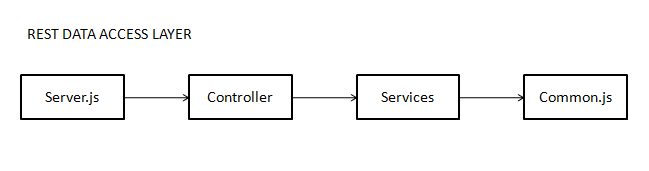 REST DATA ACCESS LAYER
Server.js
Controller
Services
Common.js